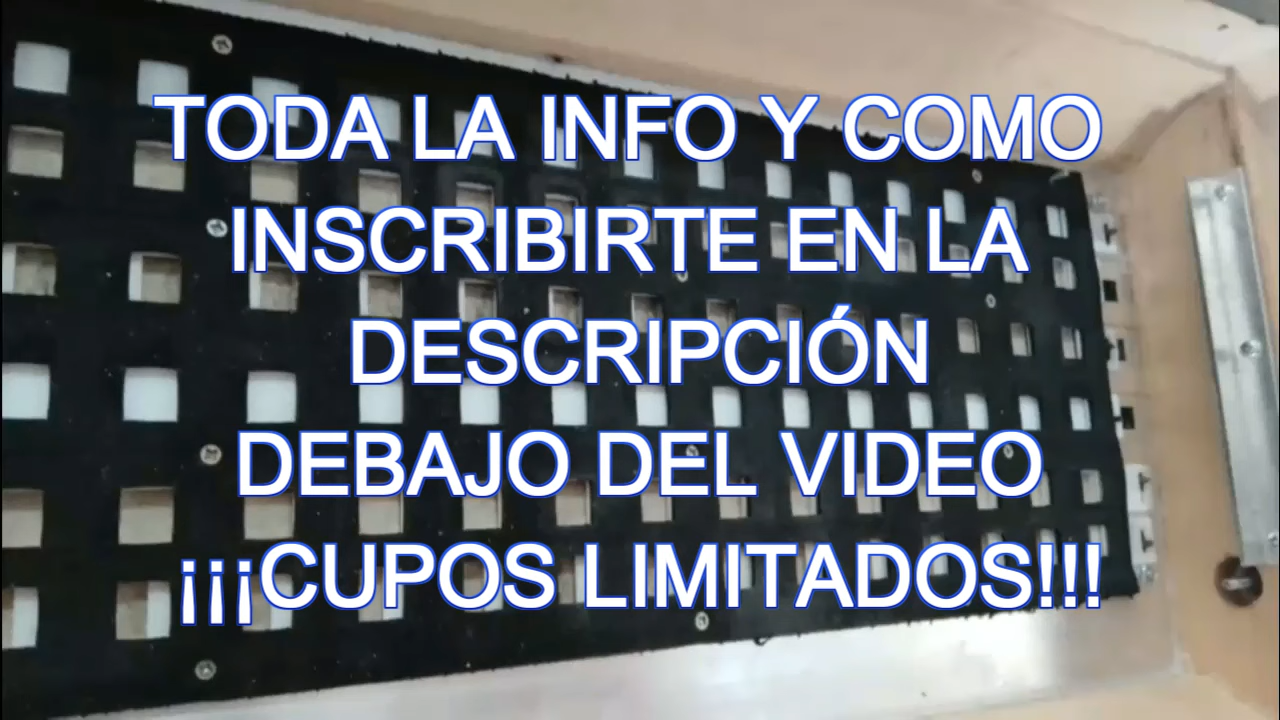 TODA LA INFO Y COMO
INSCRIBIRTE EN LA
DESCRIPCIÓN
DEBAJO DEL VIDEO
¡¡¡CUPOS LIMITADOS!!!